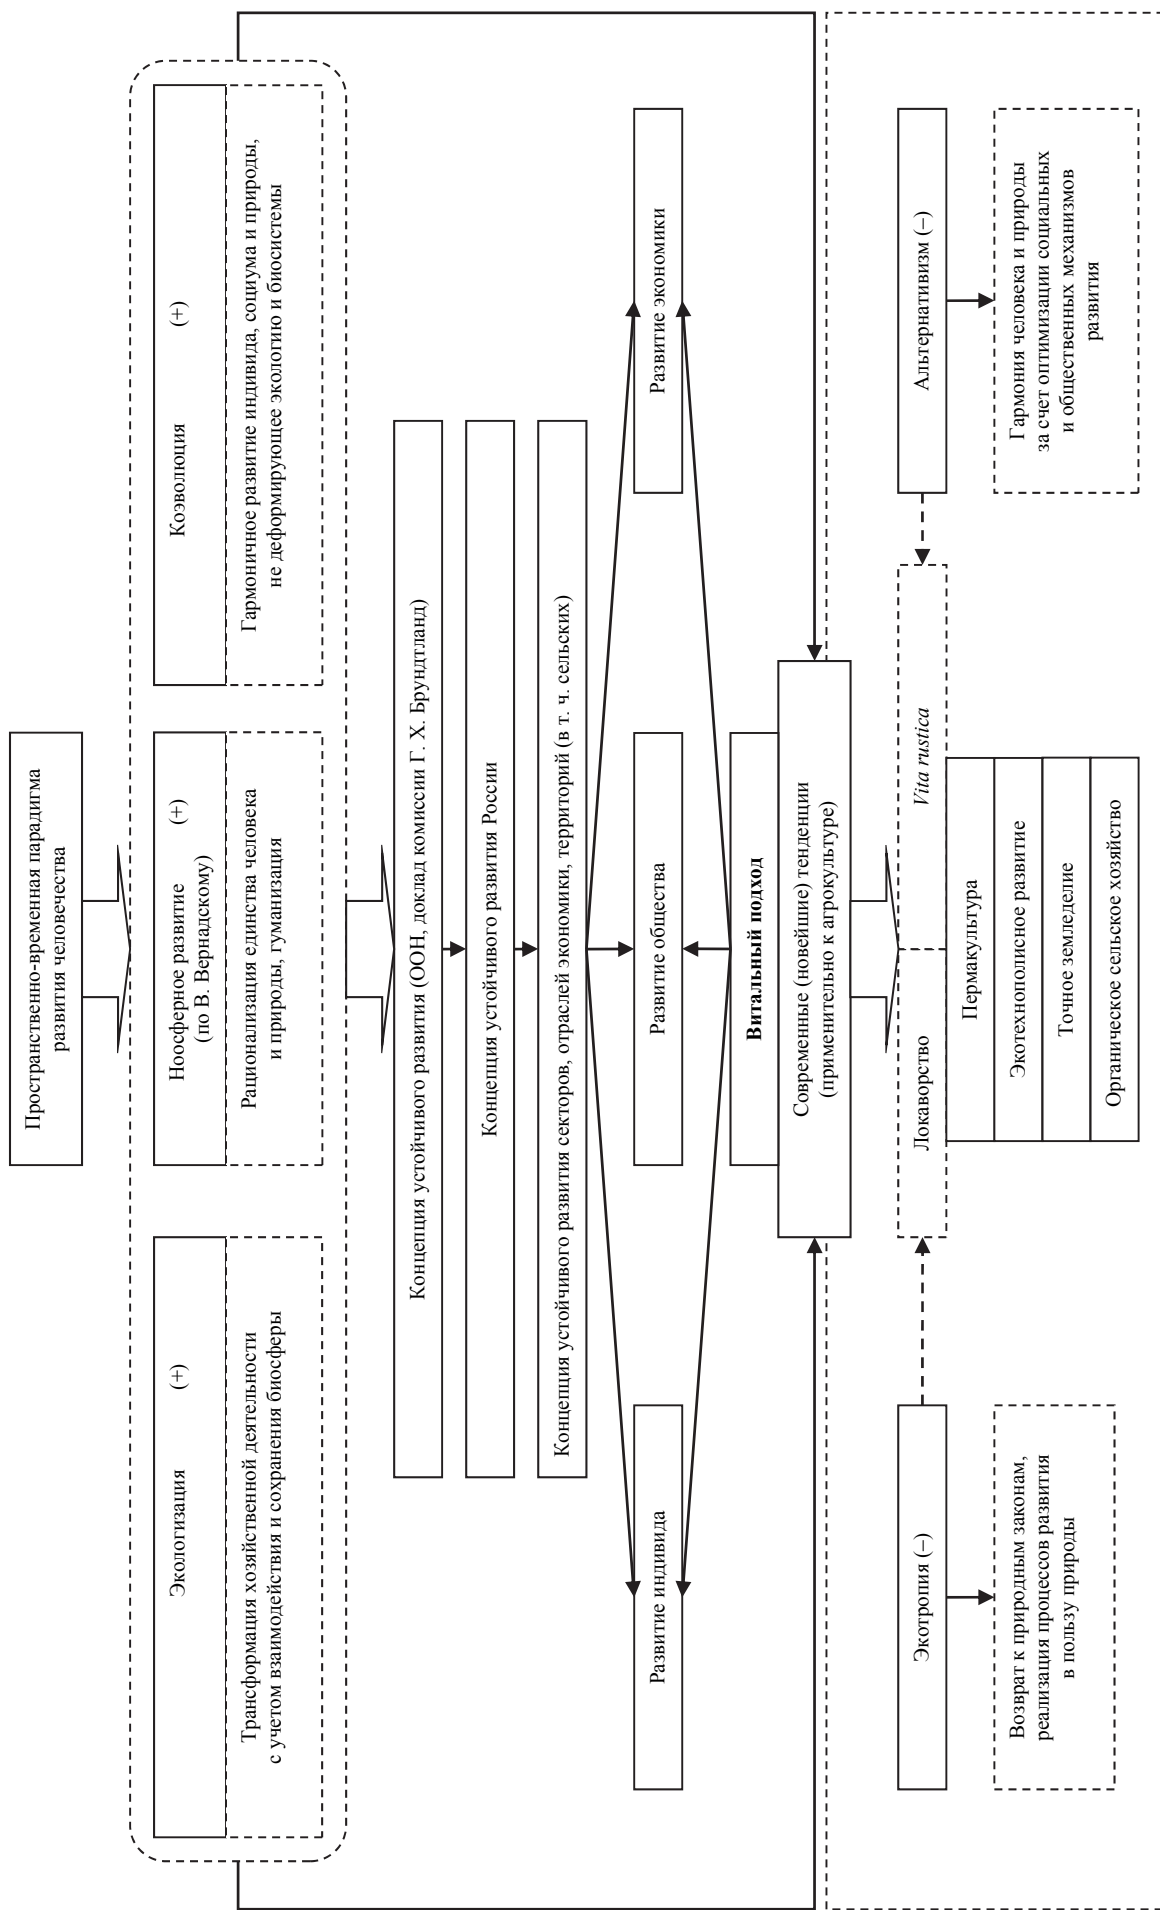 Пространственно-временная парадигма
развития человечества
Экологизация (+)
Трансформация хозяйственной деятельности
с учетом взаимодействия и сохранения биосферы
Ноосферное развитие (+)
(по В. Вернадскому)
Рационализация единства человека
и природы, гуманизация
Коэволюция (+)
Гармоничное развитие индивида, социума и природы,
не деформирующее экологию и биосистемы
Концепция устойчивого развития (ООН, доклад комиссии Г. Х. Брундтланд)
Концепция устойчивого развития России
Концепция устойчивого развития секторов, отраслей экономики, территорий (в т. ч. сельских)
Развитие индивида
Развитие общества
Развитие экономики
Витальный подход
Современные (новейшие) тенденции
(применительно к агрокультуре)
Экотропия (–)
Возврат к природным законам,
реализация процессов развития
в пользу природы
Локаворство
Vita rustica
Пермакультура
Экотехнополисное развитие
Точное земледелие
Органическое сельское хозяйство
Альтернативизм (–)
Гармония человека и природы
за счет оптимизации социальных
и общественных механизмов
развития